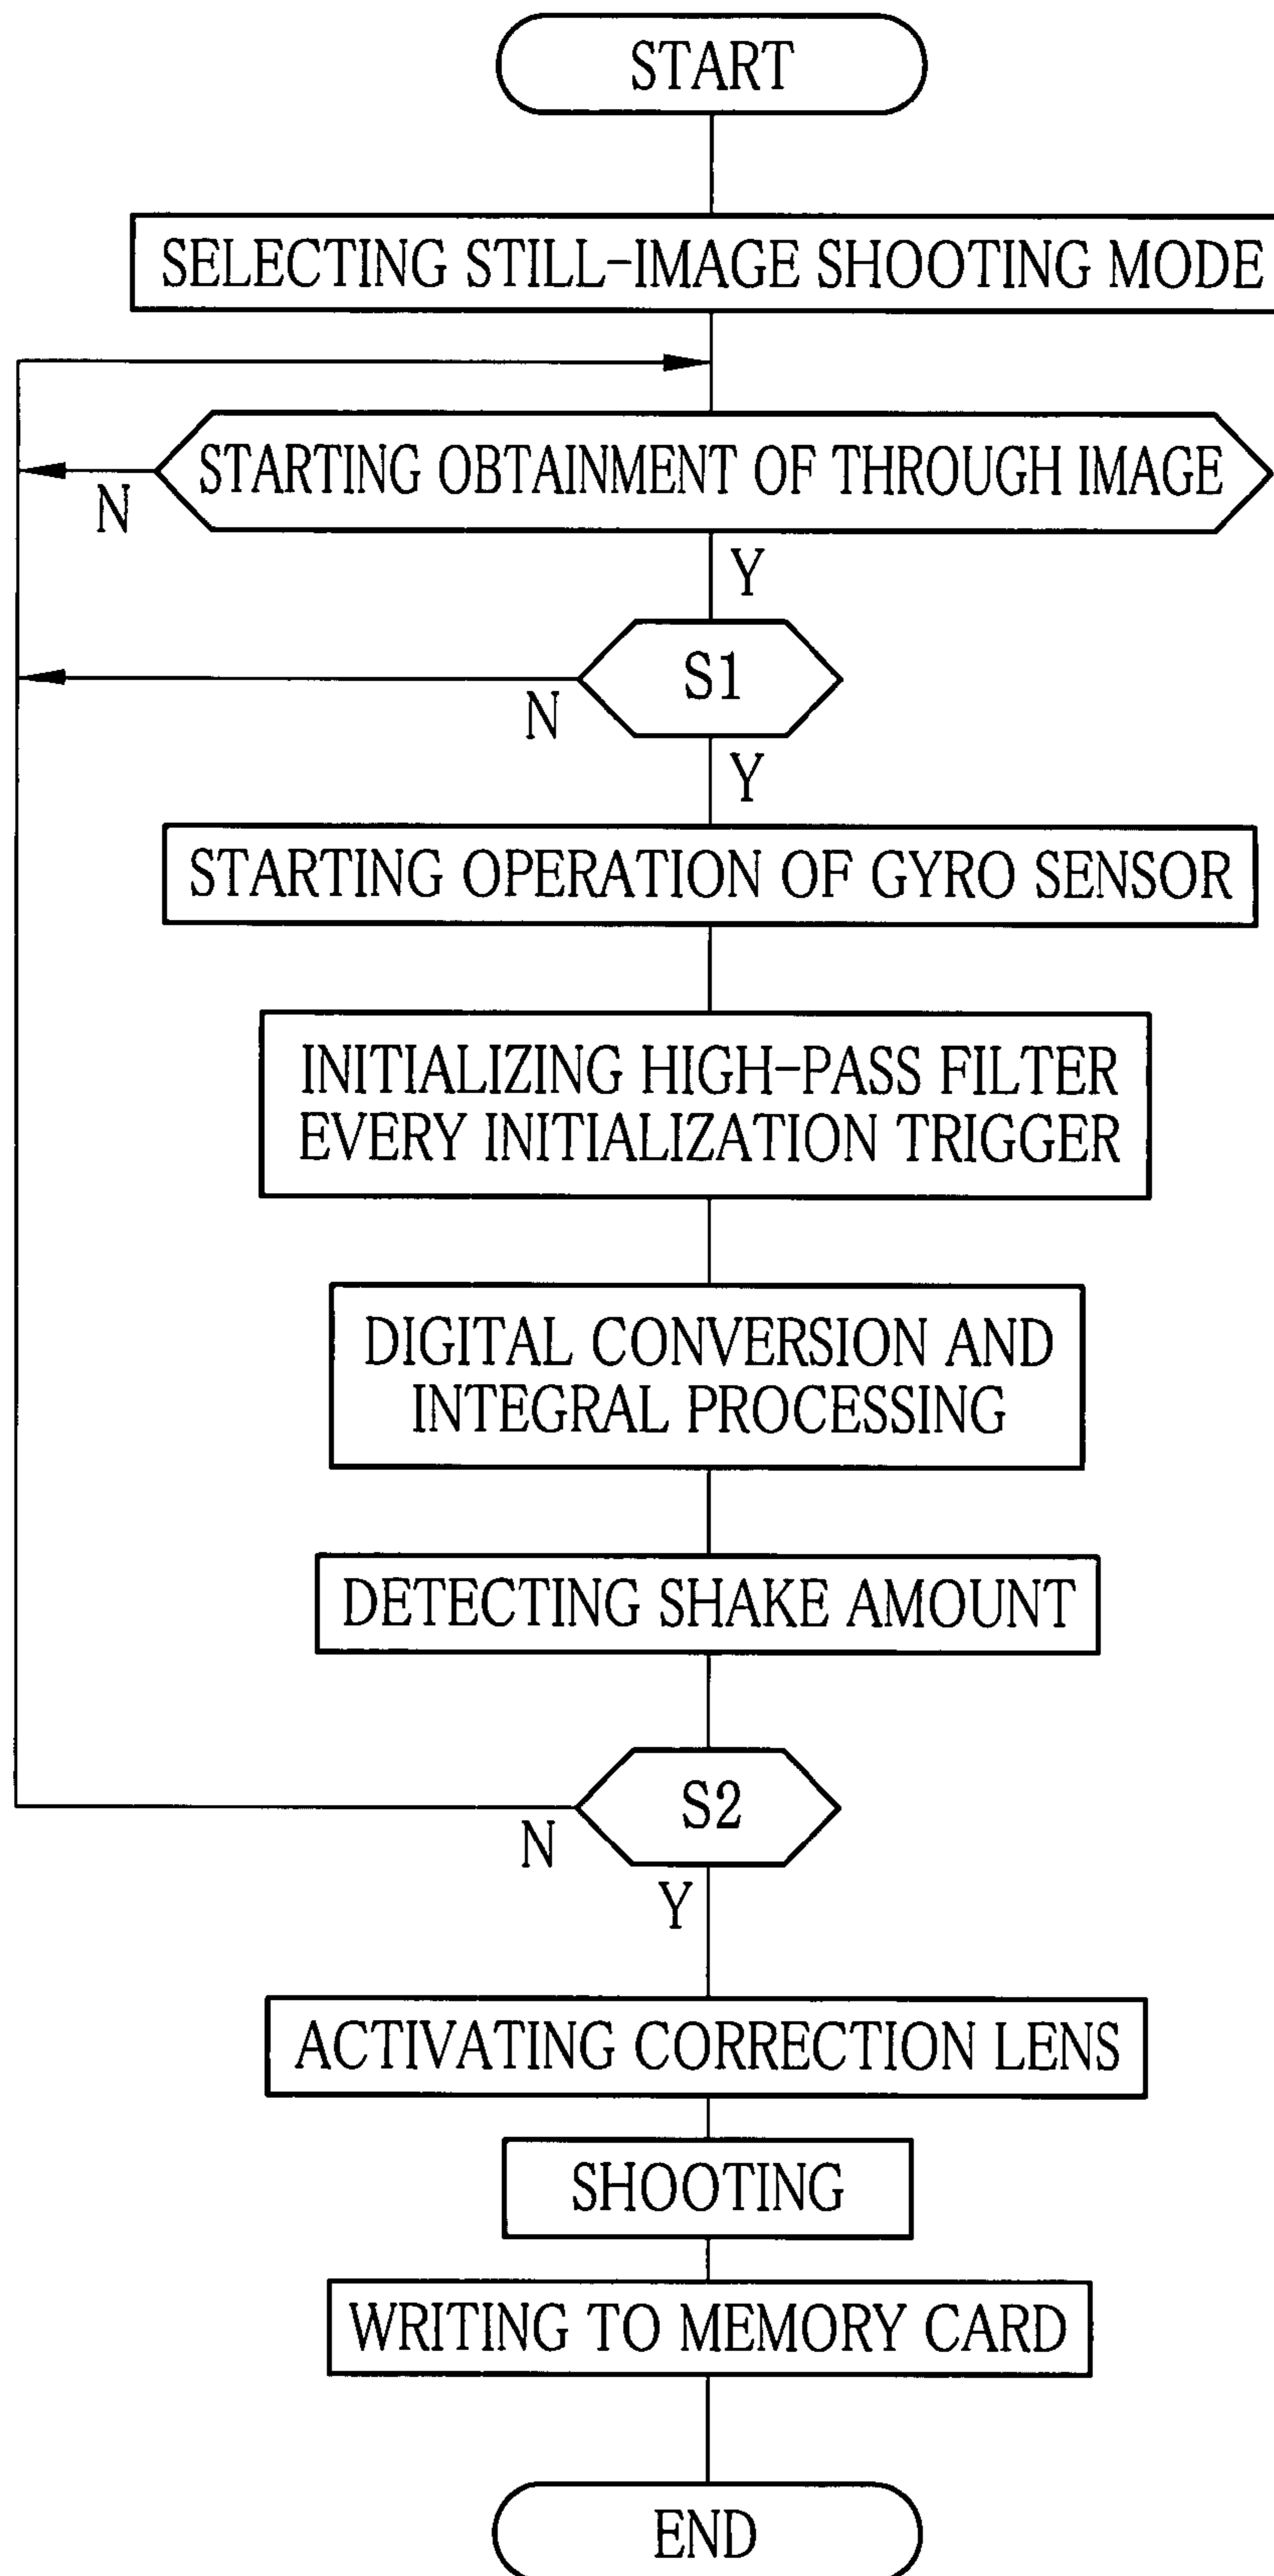 START
SELECTING STILL-IMAGE SHOOTING MODE
STARTING OBTAINMENT OF THROUGH IMAGE
N
Y
S1
N
Y
STARTING OPERATION OF GYRO SENSOR
INITIALIZING HIGH-PASS FILTER
EVERY INITIALIZATION TRIGGER
DIGITAL CONVERSION AND
INTEGRAL PROCESSING
DETECTING SHAKE AMOUNT
S2
N
Y
ACTIVATING CORRECTION LENS
SHOOTING
WRITING TO MEMORY CARD
END